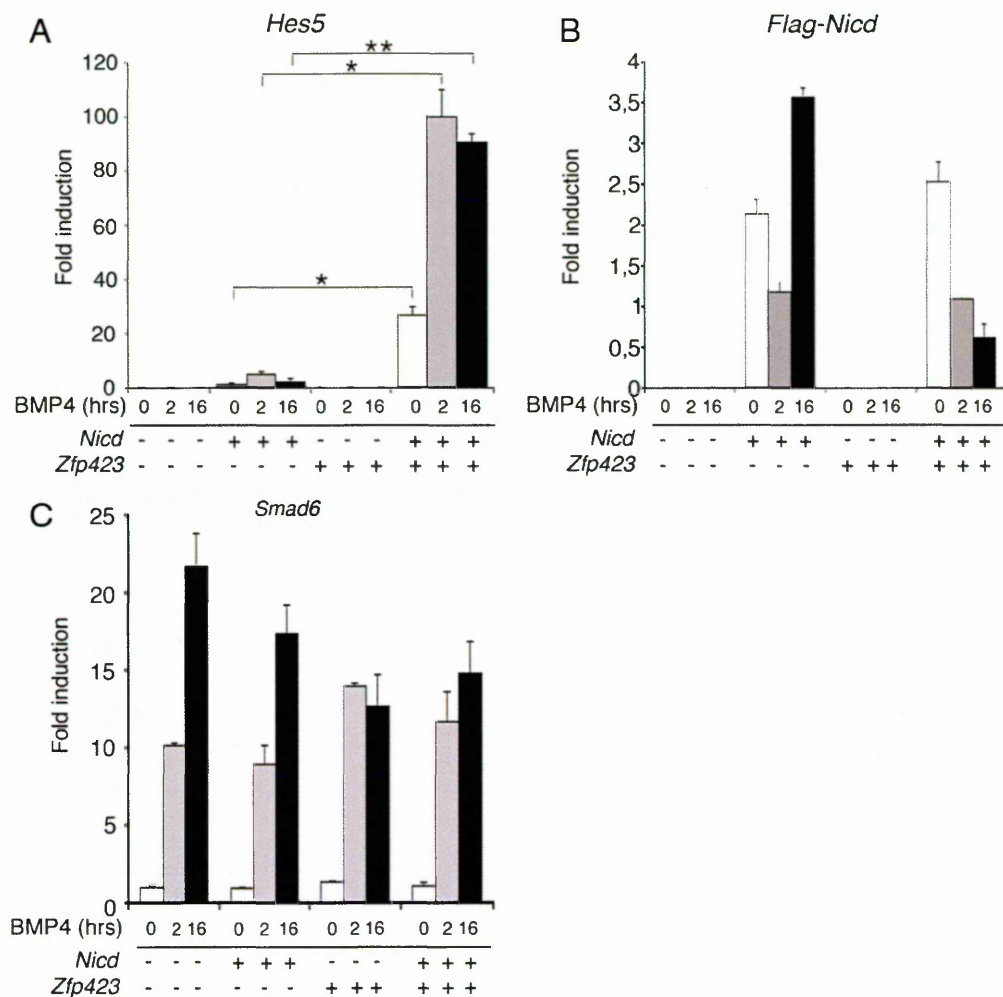 A
Hes5
**
*
*
120
100
80
60
40
20
0
Fold induction
BMP4 (hrs) 0 2 16 0 2 16 0 2 16 0 2 16
Nicd - - - + + + - - - + + +
Zfp423 - - - - - - + + + + + +
B
Flag-Nicd
4
3,5
3
2,5
2
1,5
1
0,5
0
Fold induction
BMP4 (hrs) 0 2 16 0 2 16 0 2 16 0 2 16
Nicd - - - + + + - - - + + +
Zfp423 - - - - - - + + + + + +
C
Smad6
25
20
15
10
5
0
Fold induction
BMP4 (hrs) 0 2 16 0 2 16 0 2 16 0 2 16
Nicd - - - + + + - - - + + +
Zfp423 - - - - - - + + + + + +